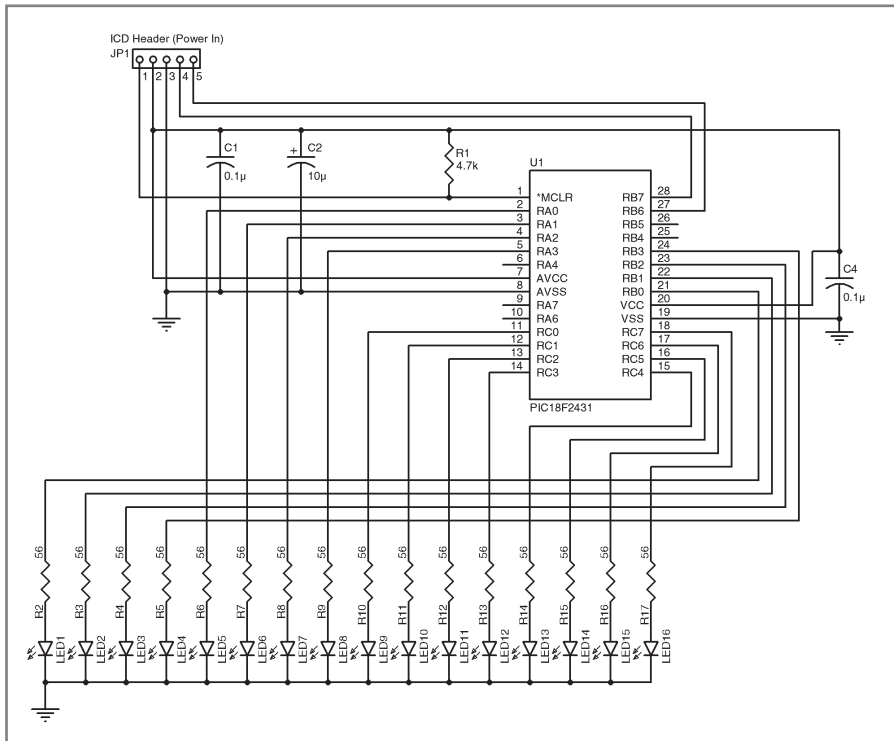 ICD Header (Power In)
JP1
1 2 3 4 5
C1
0.1µ
+ C2
10µ
R1
4.7k
U1
1 *MCLR RB7 28
2 RA0 RB6 27
3 RA1 RB5 26
4 RA2 RB4 25
5 RA3 RB3 24
6 RA4 RB2 23
7 AVCC RB1 22
8 AVSS RB0 21
9 RA7 VCC 20
10 RA6 VSS 19
11 RC0 RC7 18
12 RC1 RC6 17
13 RC2 RC5 16
14 RC3 RC4 15
PIC18F2431
C4
0.1µ
56 56 56 56 56 56 56 56 56 56 56 56 56 56 56 56
R2 R3 R4 R5 R6 R7 R8 R9 R10 R11 R12 R13 R14 R15 R16 R17
LED1 LED2 LED3 LED4 LED5 LED6 LED7 LED8 LED9 LED10 LED11 LED12 LED13 LED14 LED15 LED16